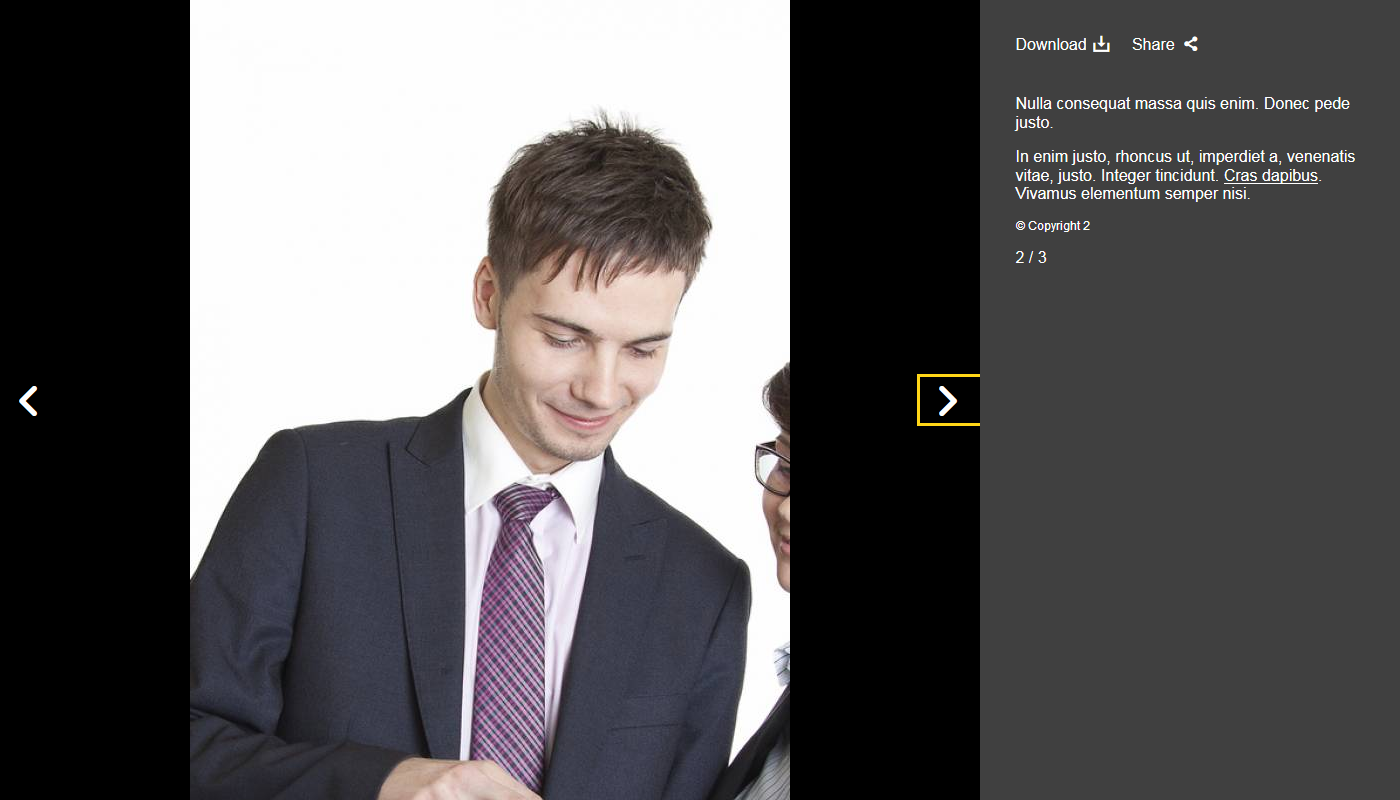 Download Share
Nulla consequat massa quis enim. Donec pede
justo.
In enim justo, rhoncus ut, imperdiet a, venenatis
vitae, justo. Integer tincidunt. Cras dapibus.
Vivamus elementum semper nisi.
© Copyright 2
2 / 3